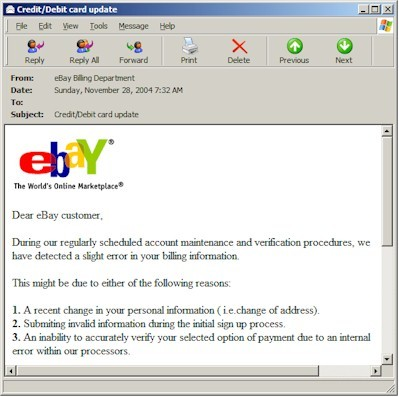 Credit/Debit card update
File Edit View Tools Message Help
Reply Reply All Forward Print Delete Previous Next
From: eBay Billing Department
Date: Sunday, November 28, 2004 7:32 AM
To:
Subject: Credit/Debit card update
ebaY®
The World's Online Marketplace®
Dear eBay customer,
During our regularly scheduled account maintenance and verification procedures, we
have detected a slight error in your billing information.
This might be due to either of the following reasons:
1. A recent change in your personal information ( i.e.change of address).
2. Submiting invalid information during the initial sign up process.
3. An inability to accurately verify your selected option of payment due to an internal
error within our processors.